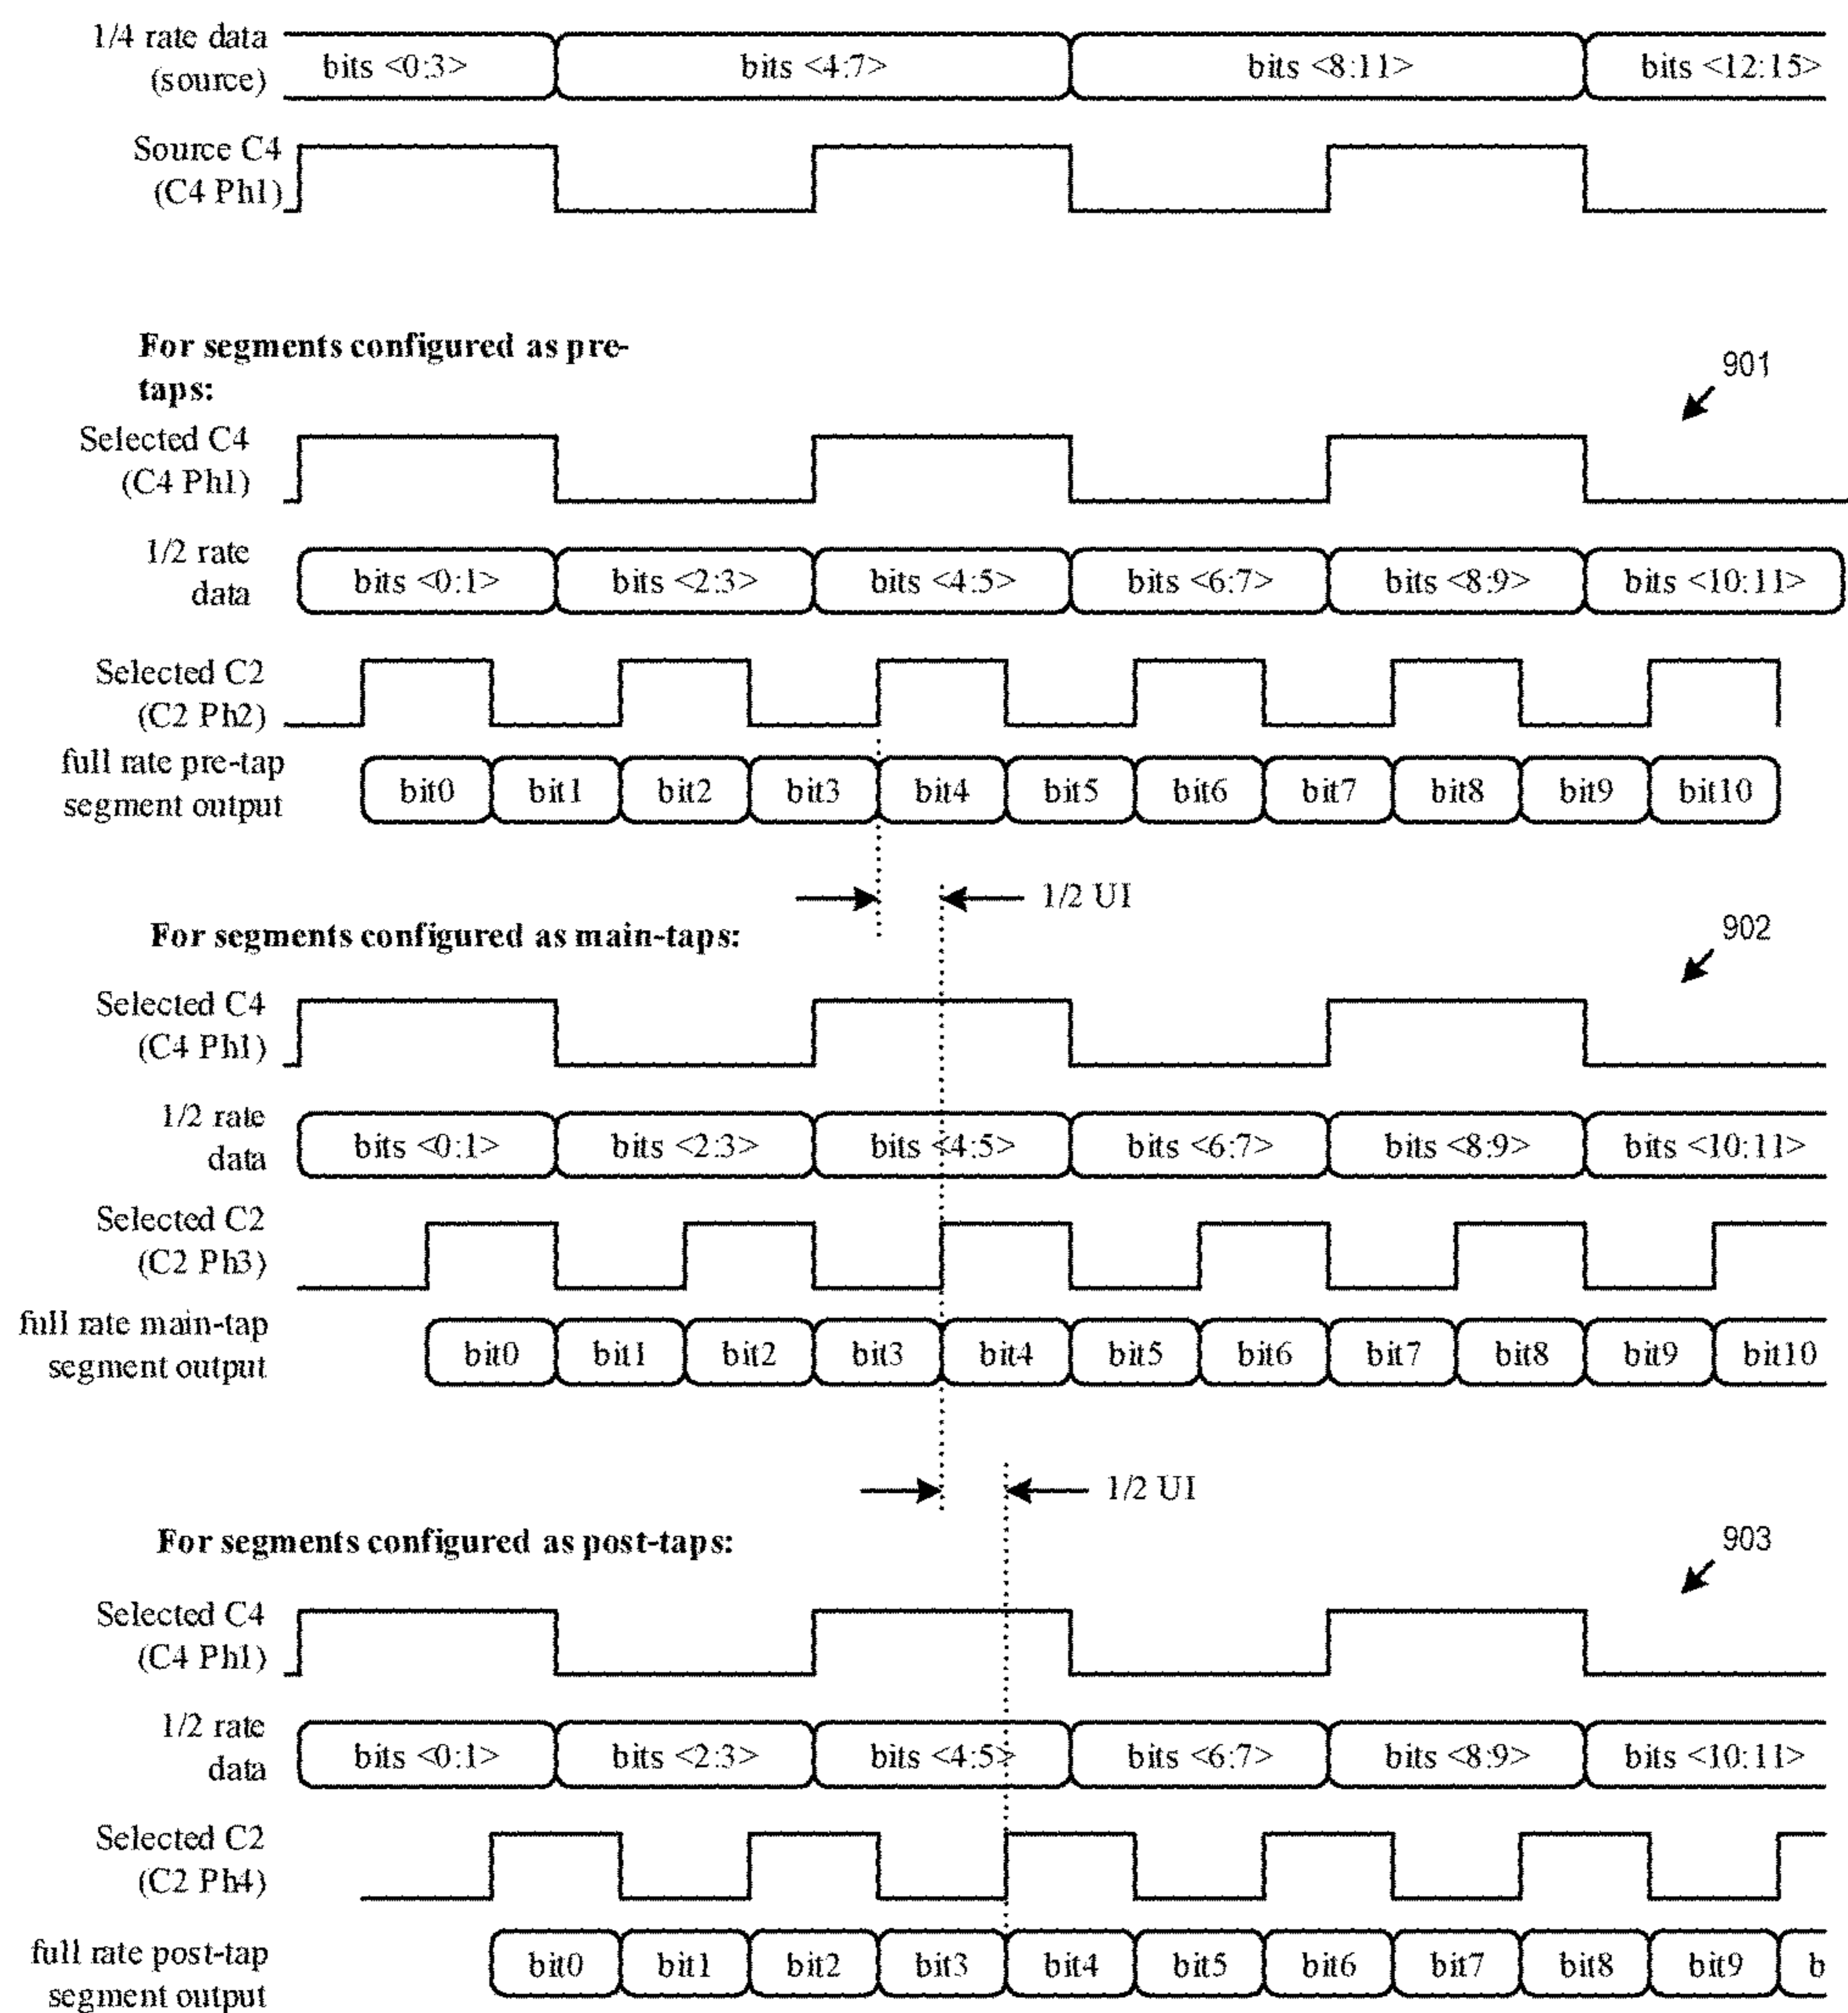 1/4 rate data
(source)
bits <0:3>
bits <4:7>
bits <8:11>
bits <12:15>
Source C4
(C4 Ph1)
For segments configured as pre-
taps:
901
Selected C4
(C4 Ph1)
1/2 rate
data
bits <0:1>
bits <2:3>
bits <4:5>
bits <6:7>
bits <8:9>
bits <10:11>
Selected C2
(C2 Ph2)
full rate pre-tap
segment output
bit0
bit1
bit2
bit3
bit4
bit5
bit6
bit7
bit8
bit9
bit10
1/2 UI
For segments configured as main-taps:
902
Selected C4
(C4 Ph1)
1/2 rate
data
bits <0:1>
bits <2:3>
bits <4:5>
bits <6:7>
bits <8:9>
bits <10:11>
Selected C2
(C2 Ph3)
full rate main-tap
segment output
bit0
bit1
bit2
bit3
bit4
bit5
bit6
bit7
bit8
bit9
bit10
1/2 UI
For segments configured as post-taps:
903
Selected C4
(C4 Ph1)
1/2 rate
data
bits <0:1>
bits <2:3>
bits <4:5>
bits <6:7>
bits <8:9>
bits <10:11>
Selected C2
(C2 Ph4)
full rate post-tap
segment output
bit0
bit1
bit2
bit3
bit4
bit5
bit6
bit7
bit8
bit9
b